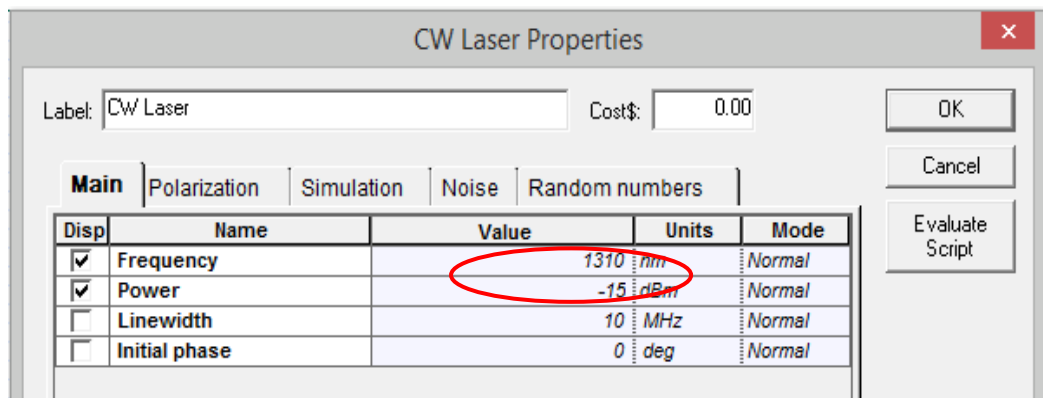 CW Laser Properties
Label: CW Laser Cost$: 0.00 OK
Cancel
Main Polarization Simulation Noise Random numbers
Disp Name Value Units Mode
Evaluate Script
Frequency 1310 nm Normal
Power -15 dBm Normal
Linewidth 10 MHz Normal
Initial phase 0 deg Normal